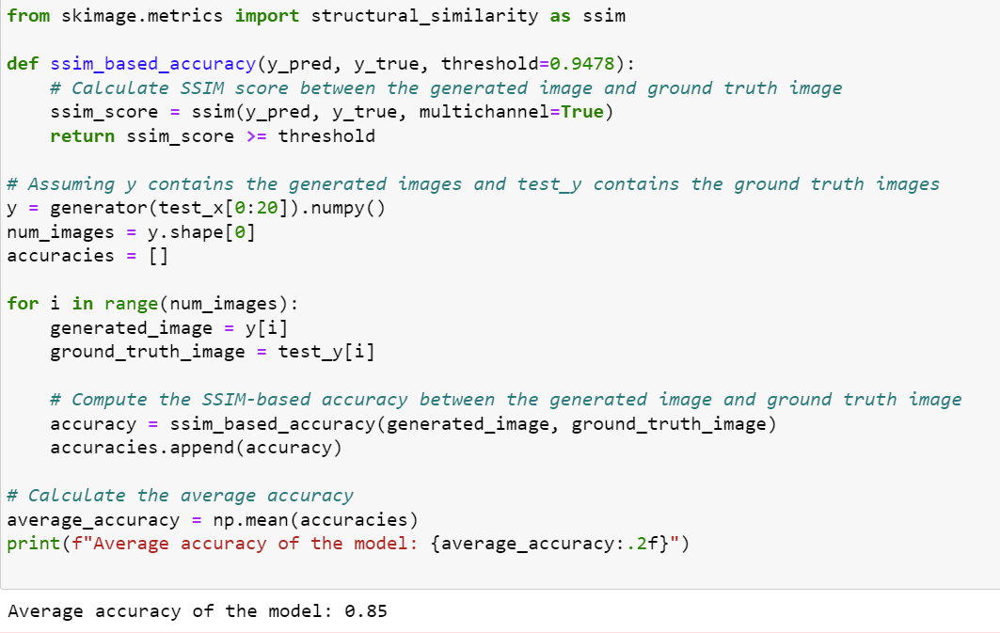 from skimage.metrics import structural_similarity as ssim
def ssim_based_accuracy(y_pred, y_true, threshold=0.9478):
    # Calculate SSIM score between the generated image and ground truth image
    ssim_score = ssim(y_pred, y_true, multichannel=True)
    return ssim_score >= threshold
# Assuming y contains the generated images and test_y contains the ground truth images
y = generator(test_x[0:20]).numpy()
num_images = y.shape[0]
accuracies = []
for i in range(num_images):
    generated_image = y[i]
    ground_truth_image = test_y[i]
    # Compute the SSIM-based accuracy between the generated image and ground truth image
    accuracy = ssim_based_accuracy(generated_image, ground_truth_image)
    accuracies.append(accuracy)
# Calculate the average accuracy
average_accuracy = np.mean(accuracies)
print(f"Average accuracy of the model: {average_accuracy:.2f}")
Average accuracy of the model: 0.85